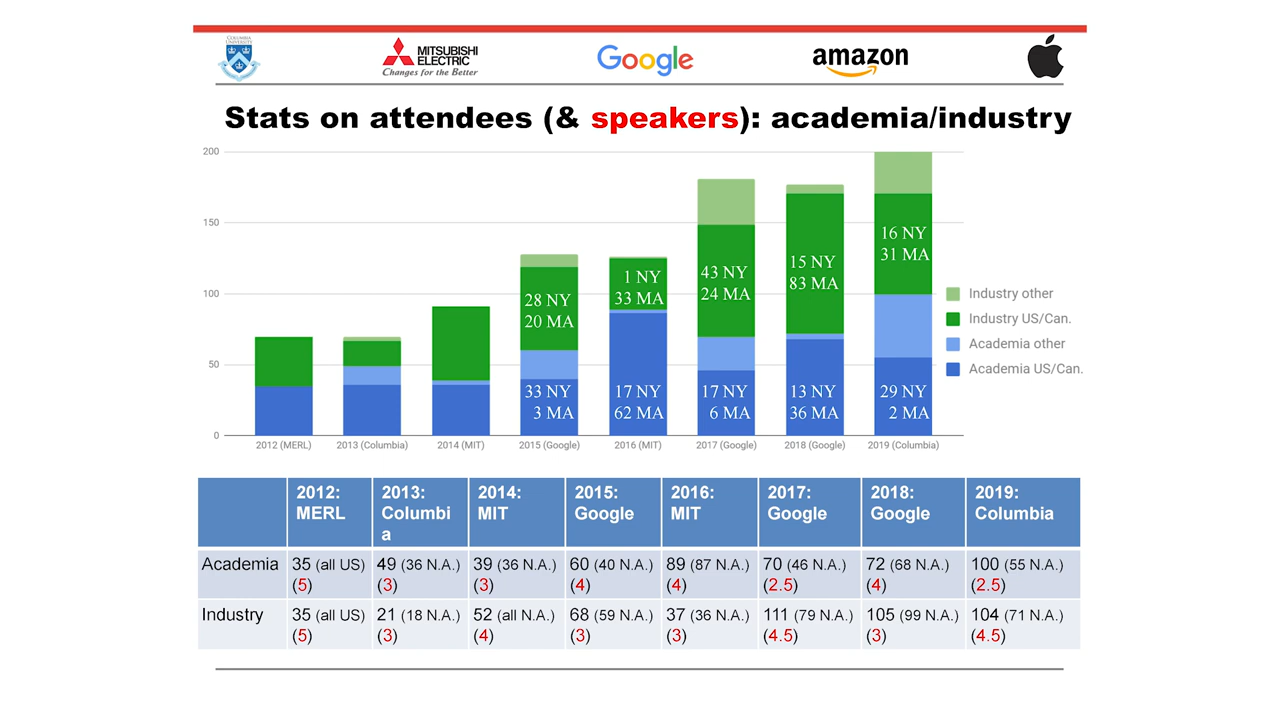 COLUMBIA
UNIVERSITY
MITSUBISHI
ELECTRIC
Changes for the Better
Google
amazon
Stats on attendees (& speakers): academia/industry
200
150
100
50
0
28 NY
20 MA
33 NY
3 MA
1 NY
33 MA
17 NY
62 MA
43 NY
24 MA
17 NY
6 MA
15 NY
83 MA
13 NY
36 MA
16 NY
31 MA
29 NY
2 MA
Industry other
Industry US/Can.
Academia other
Academia US/Can.
2012 (MERL) 2013 (Columbia) 2014 (MIT) 2015 (Google) 2016 (MIT) 2017 (Google) 2018 (Google) 2019 (Columbia)
2012: 2013: 2014: 2015: 2016: 2017: 2018: 2019:
MERL Columbi MIT Google MIT Google Google Columbia
a
Academia 35 (all US) 49 (36 N.A.) 39 (36 N.A.) 60 (40 N.A.) 89 (87 N.A.) 70 (46 N.A.) 72 (68 N.A.) 100 (55 N.A.)
(5) (3) (3) (4) (4) (2.5) (4) (2.5)
Industry 35 (all US) 21 (18 N.A.) 52 (all N.A.) 68 (59 N.A.) 37 (36 N.A.) 111 (79 N.A.) 105 (99 N.A.) 104 (71 N.A.)
(5) (3) (4) (3) (3) (4.5) (3) (4.5)